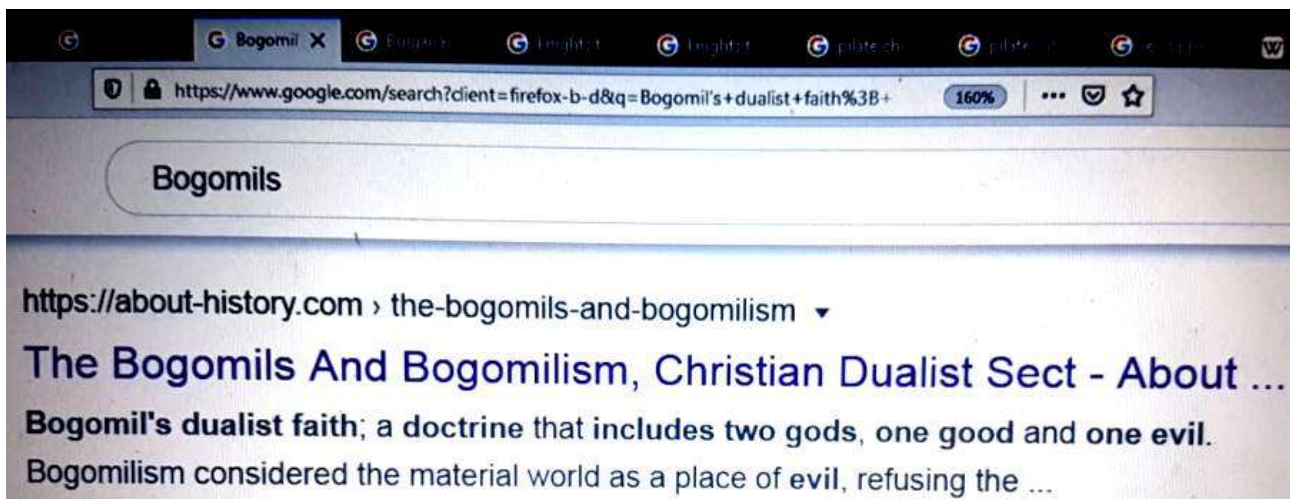 Bogomil
https://www.google.com/search?client=firefox-b-d&q=Bogomil's+dualist+faith%3B+ 160%
Bogomils
https://about-history.com › the-bogomils-and-bogomilism
The Bogomils And Bogomilism, Christian Dualist Sect - About ...
Bogomil's dualist faith; a doctrine that includes two gods, one good and one evil.
Bogomilism considered the material world as a place of evil, refusing the ...